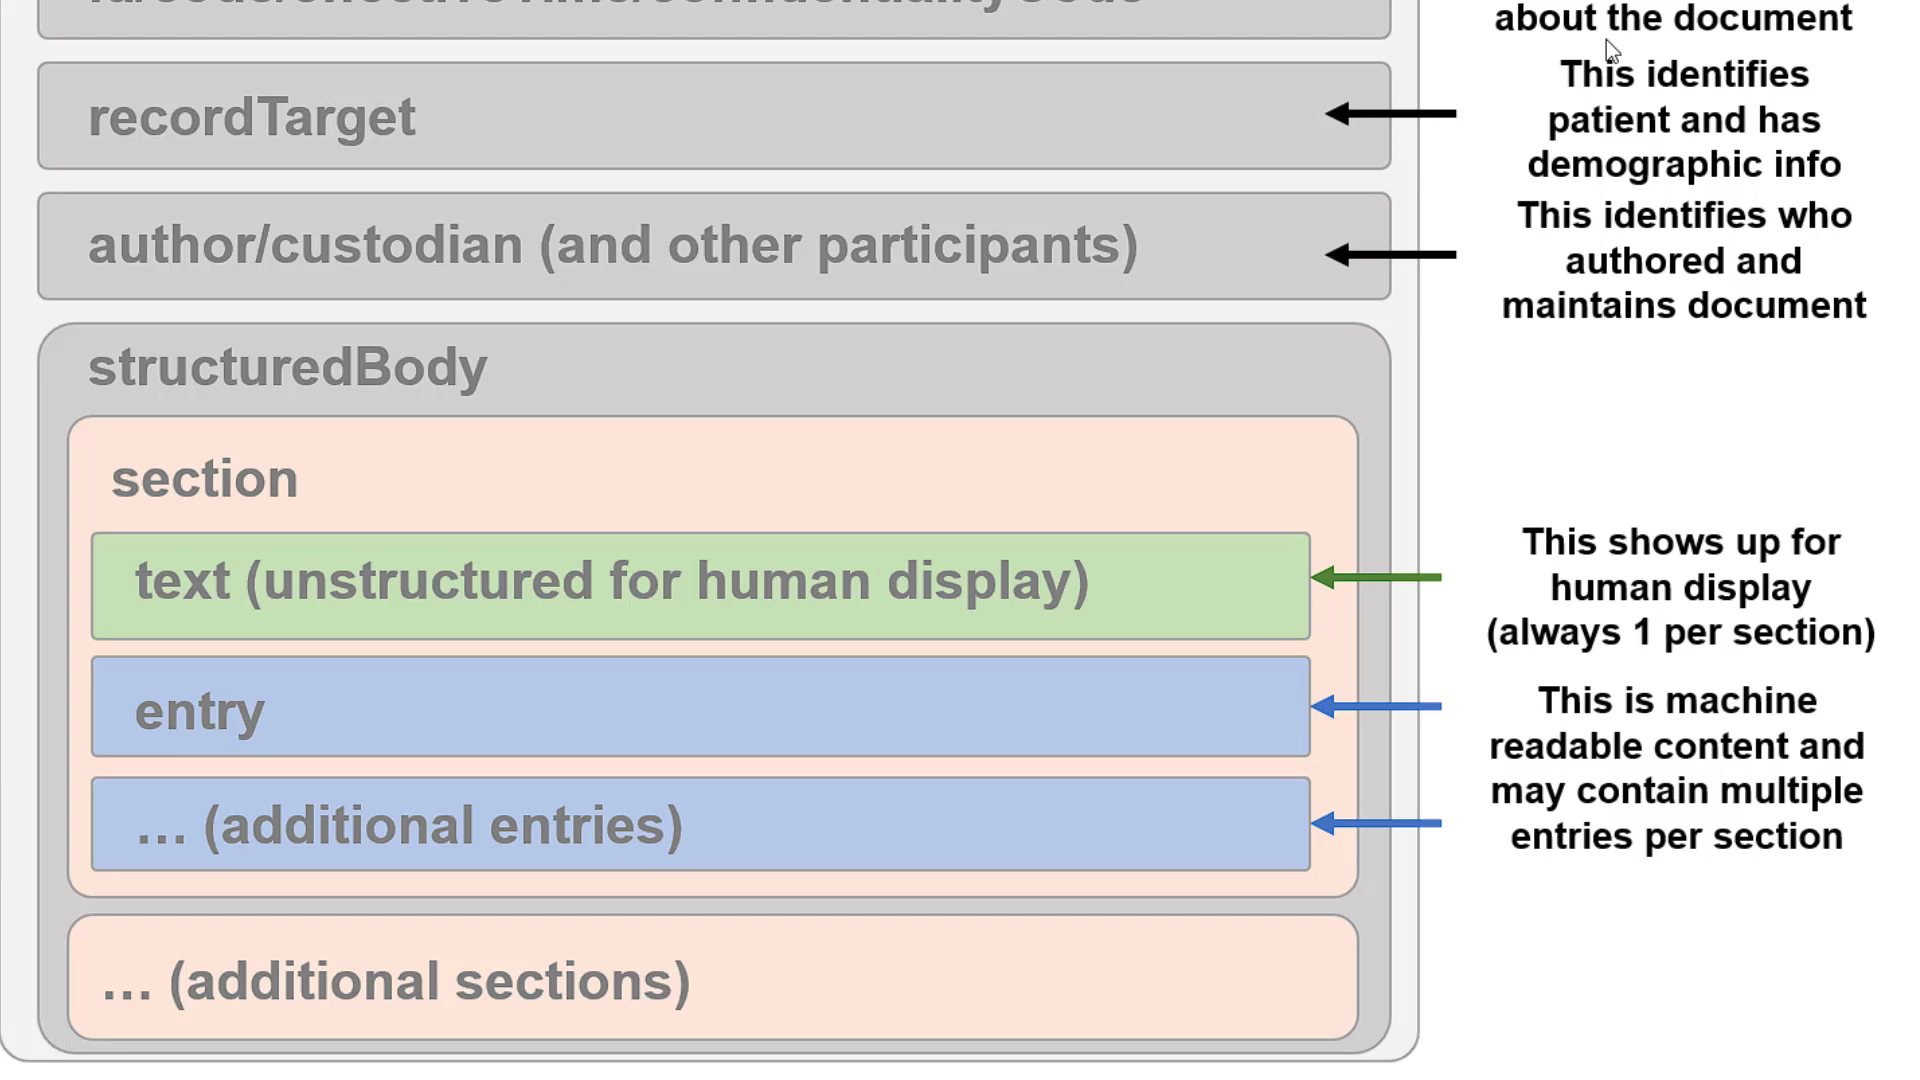 about the document
recordTarget
This identifies
patient and has
demographic info
author/custodian (and other participants)
This identifies who
authored and
maintains document
structuredBody
section
text (unstructured for human display)
This shows up for
human display
(always 1 per section)
entry
This is machine
readable content and
may contain multiple
entries per section
… (additional entries)
… (additional sections)